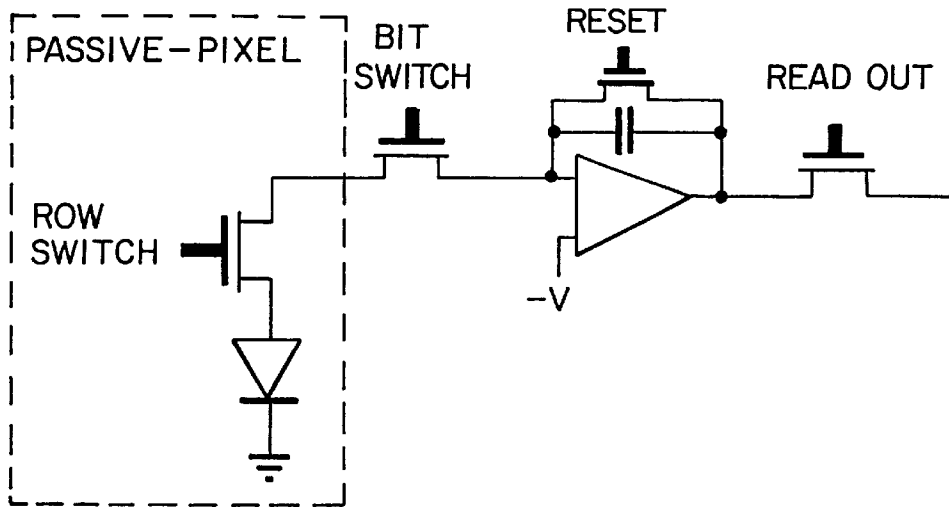 PASSIVE-PIXEL
BIT
SWITCH
RESET
READ OUT
ROW
SWITCH
-V